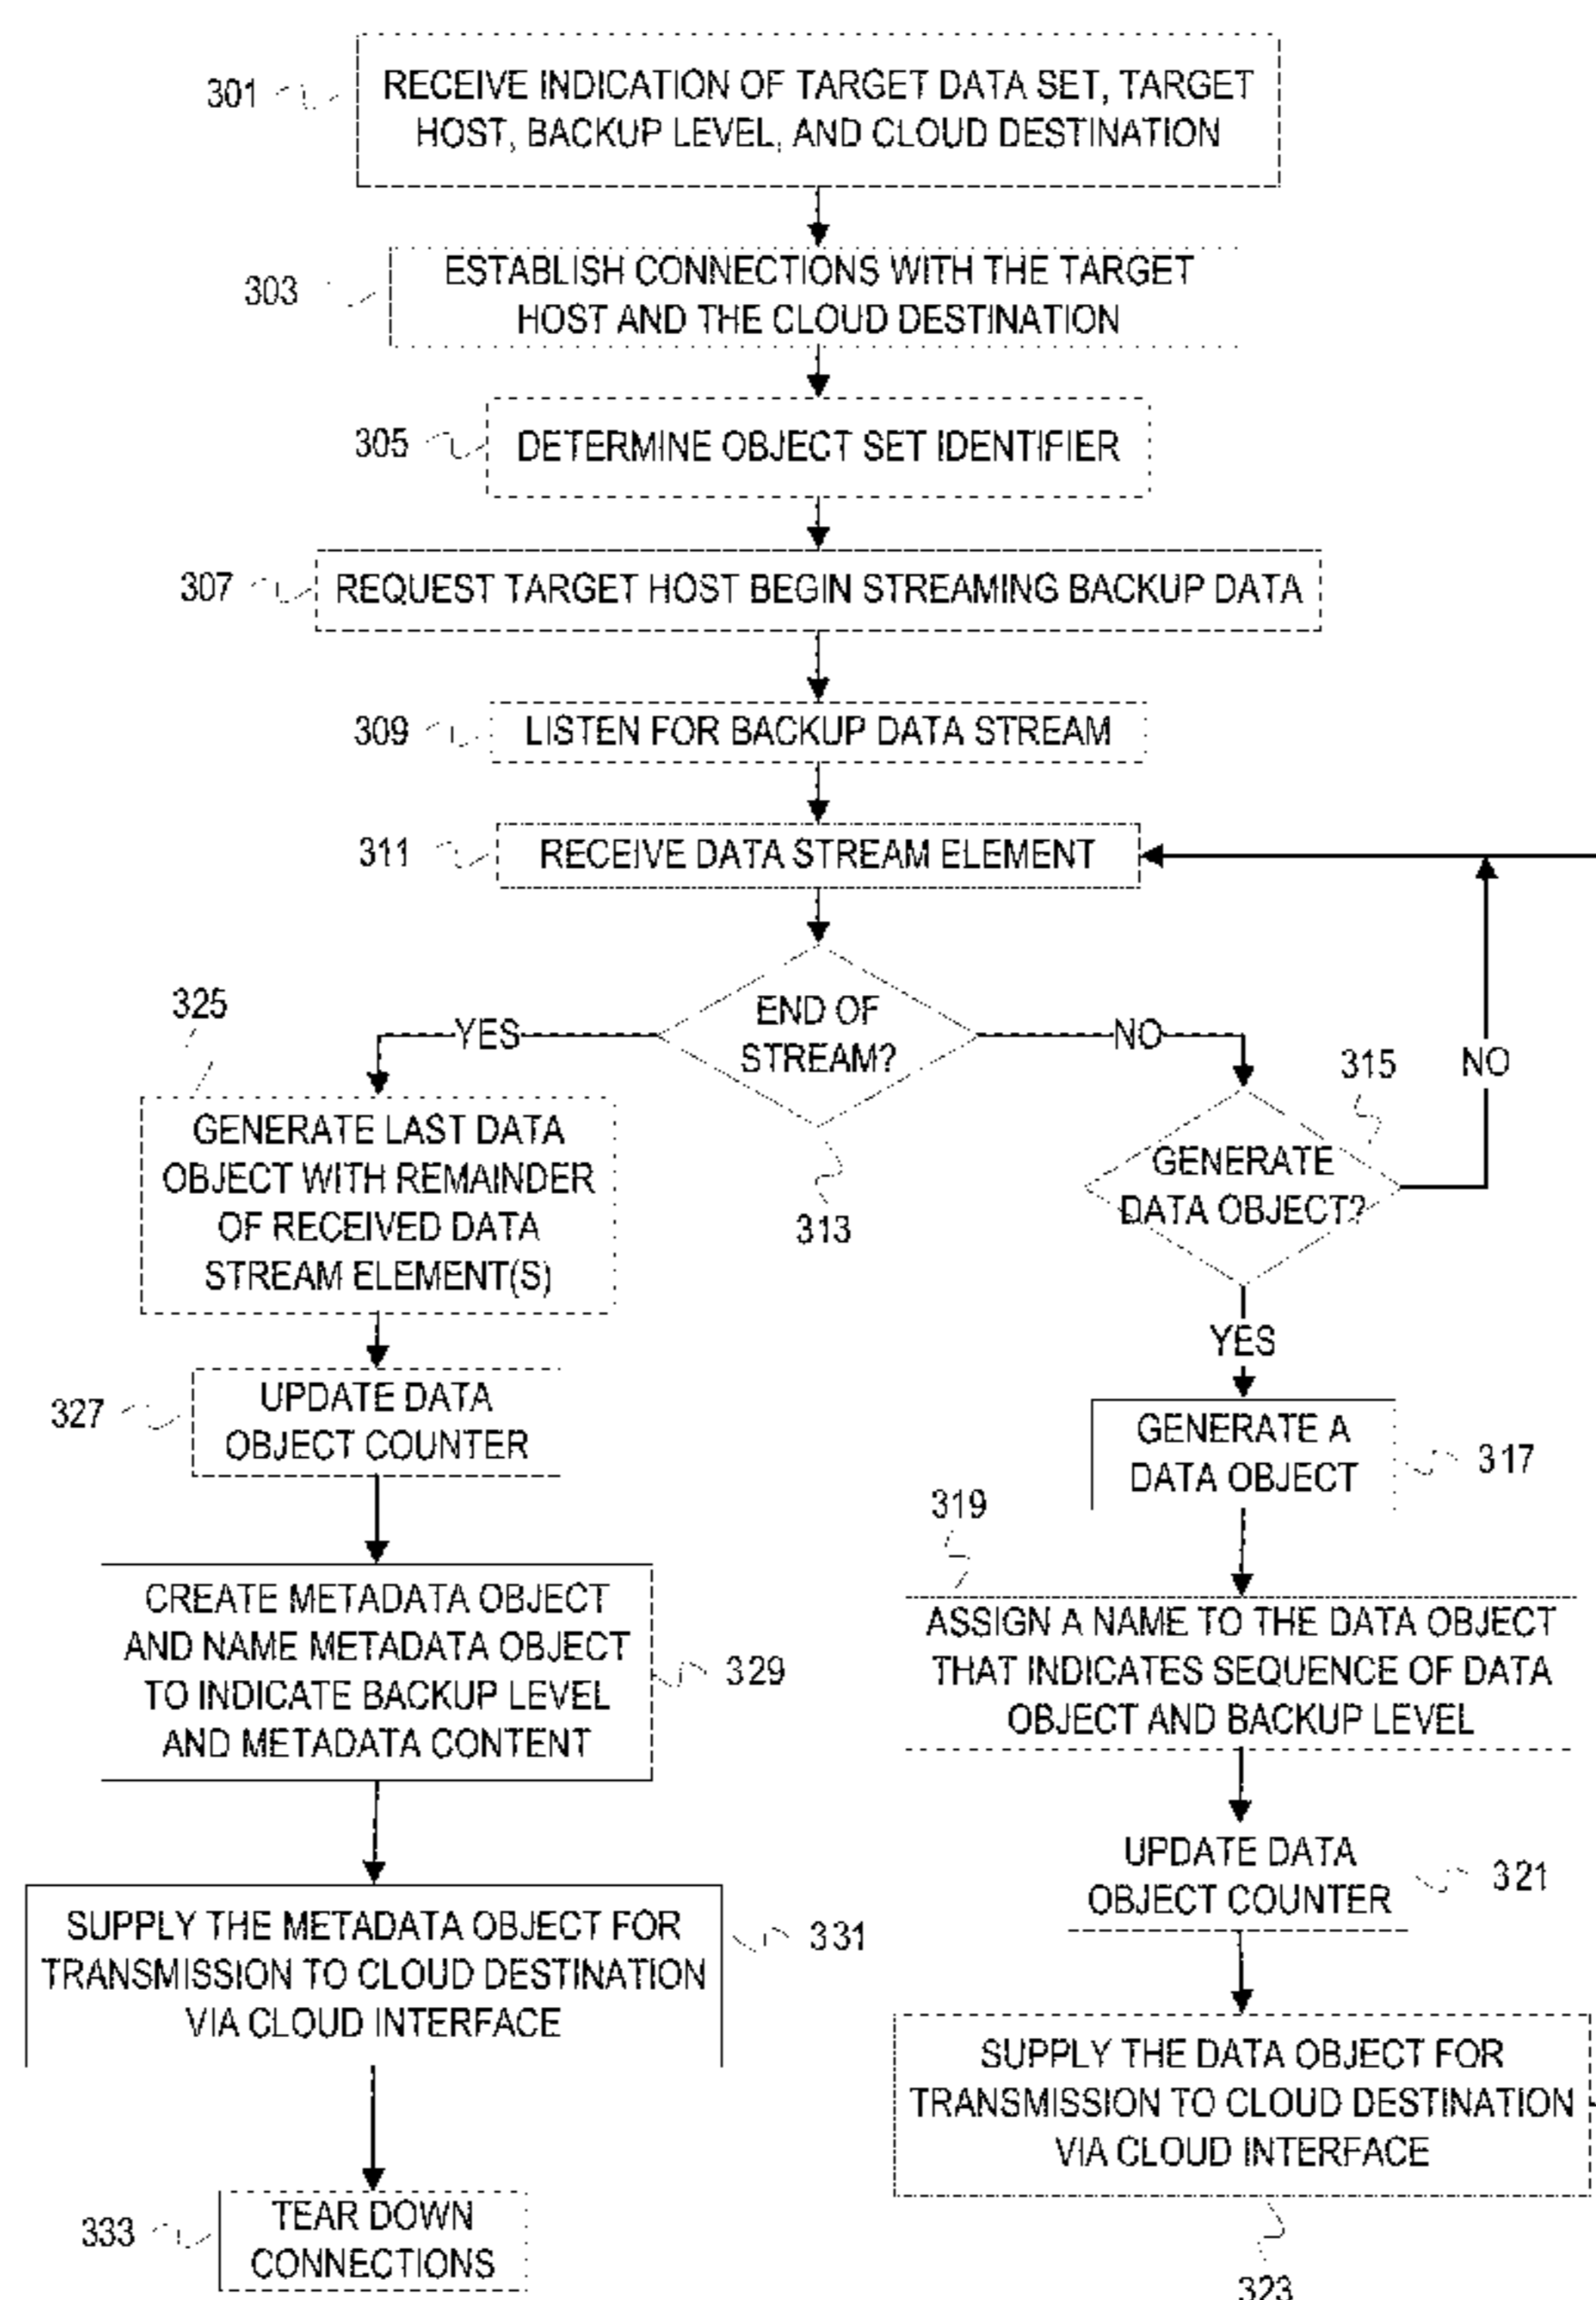 301
RECEIVE INDICATION OF TARGET DATA SET, TARGET
HOST, BACKUP LEVEL, AND CLOUD DESTINATION
303
ESTABLISH CONNECTIONS WITH THE TARGET
HOST AND THE CLOUD DESTINATION
305
DETERMINE OBJECT SET IDENTIFIER
307
REQUEST TARGET HOST BEGIN STREAMING BACKUP DATA
309
LISTEN FOR BACKUP DATA STREAM
311
RECEIVE DATA STREAM ELEMENT
END OF
STREAM?
313
YES
NO
325
GENERATE LAST DATA
OBJECT WITH REMAINDER
OF RECEIVED DATA
STREAM ELEMENT(S)
327
UPDATE DATA
OBJECT COUNTER
CREATE METADATA OBJECT
AND NAME METADATA OBJECT
TO INDICATE BACKUP LEVEL
AND METADATA CONTENT
329
SUPPLY THE METADATA OBJECT FOR
TRANSMISSION TO CLOUD DESTINATION
VIA CLOUD INTERFACE
331
333
TEAR DOWN
CONNECTIONS
315
GENERATE
DATA OBJECT?
NO
YES
GENERATE A
DATA OBJECT
317
319
ASSIGN A NAME TO THE DATA OBJECT
THAT INDICATES SEQUENCE OF DATA
OBJECT AND BACKUP LEVEL
UPDATE DATA
OBJECT COUNTER
321
SUPPLY THE DATA OBJECT FOR
TRANSMISSION TO CLOUD DESTINATION
VIA CLOUD INTERFACE
323